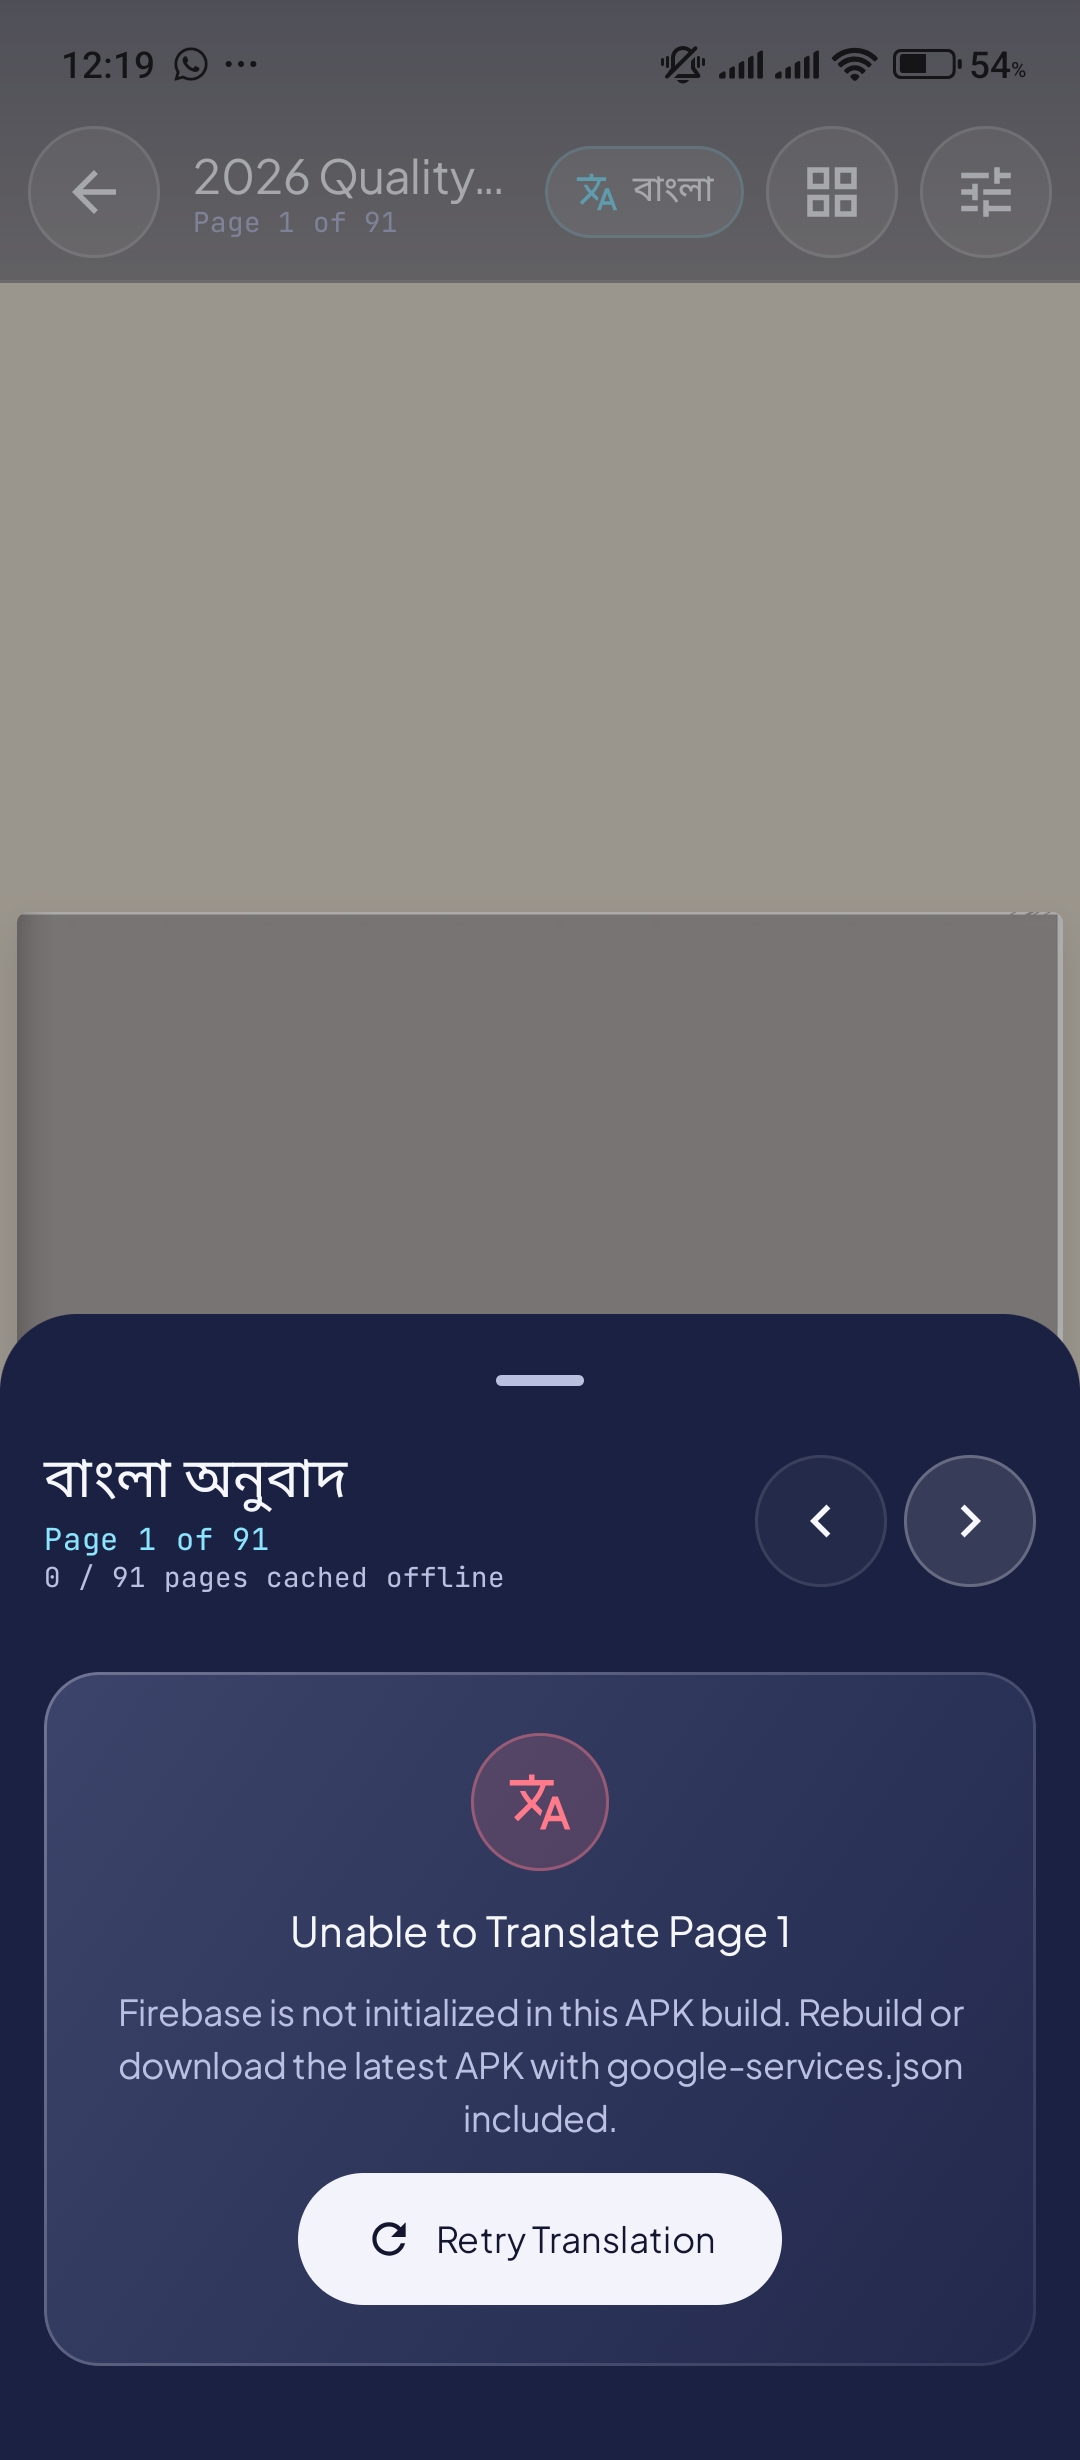 12:19 ... 54%
2026 Quality...
Page 1 of 91
বাংলা
বাংলা অনুবাদ
Page 1 of 91
0 / 91 pages cached offline
Unable to Translate Page 1
Firebase is not initialized in this APK build. Rebuild or
download the latest APK with google-services.json
included.
Retry Translation